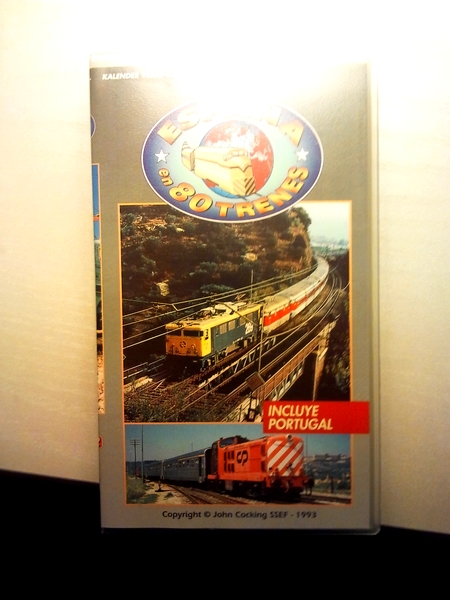 KALENDER
ESPAÑA
en
80 TRENES
INCLUYE
PORTUGAL
CP
Copyright © John Cocking SSEF - 1993